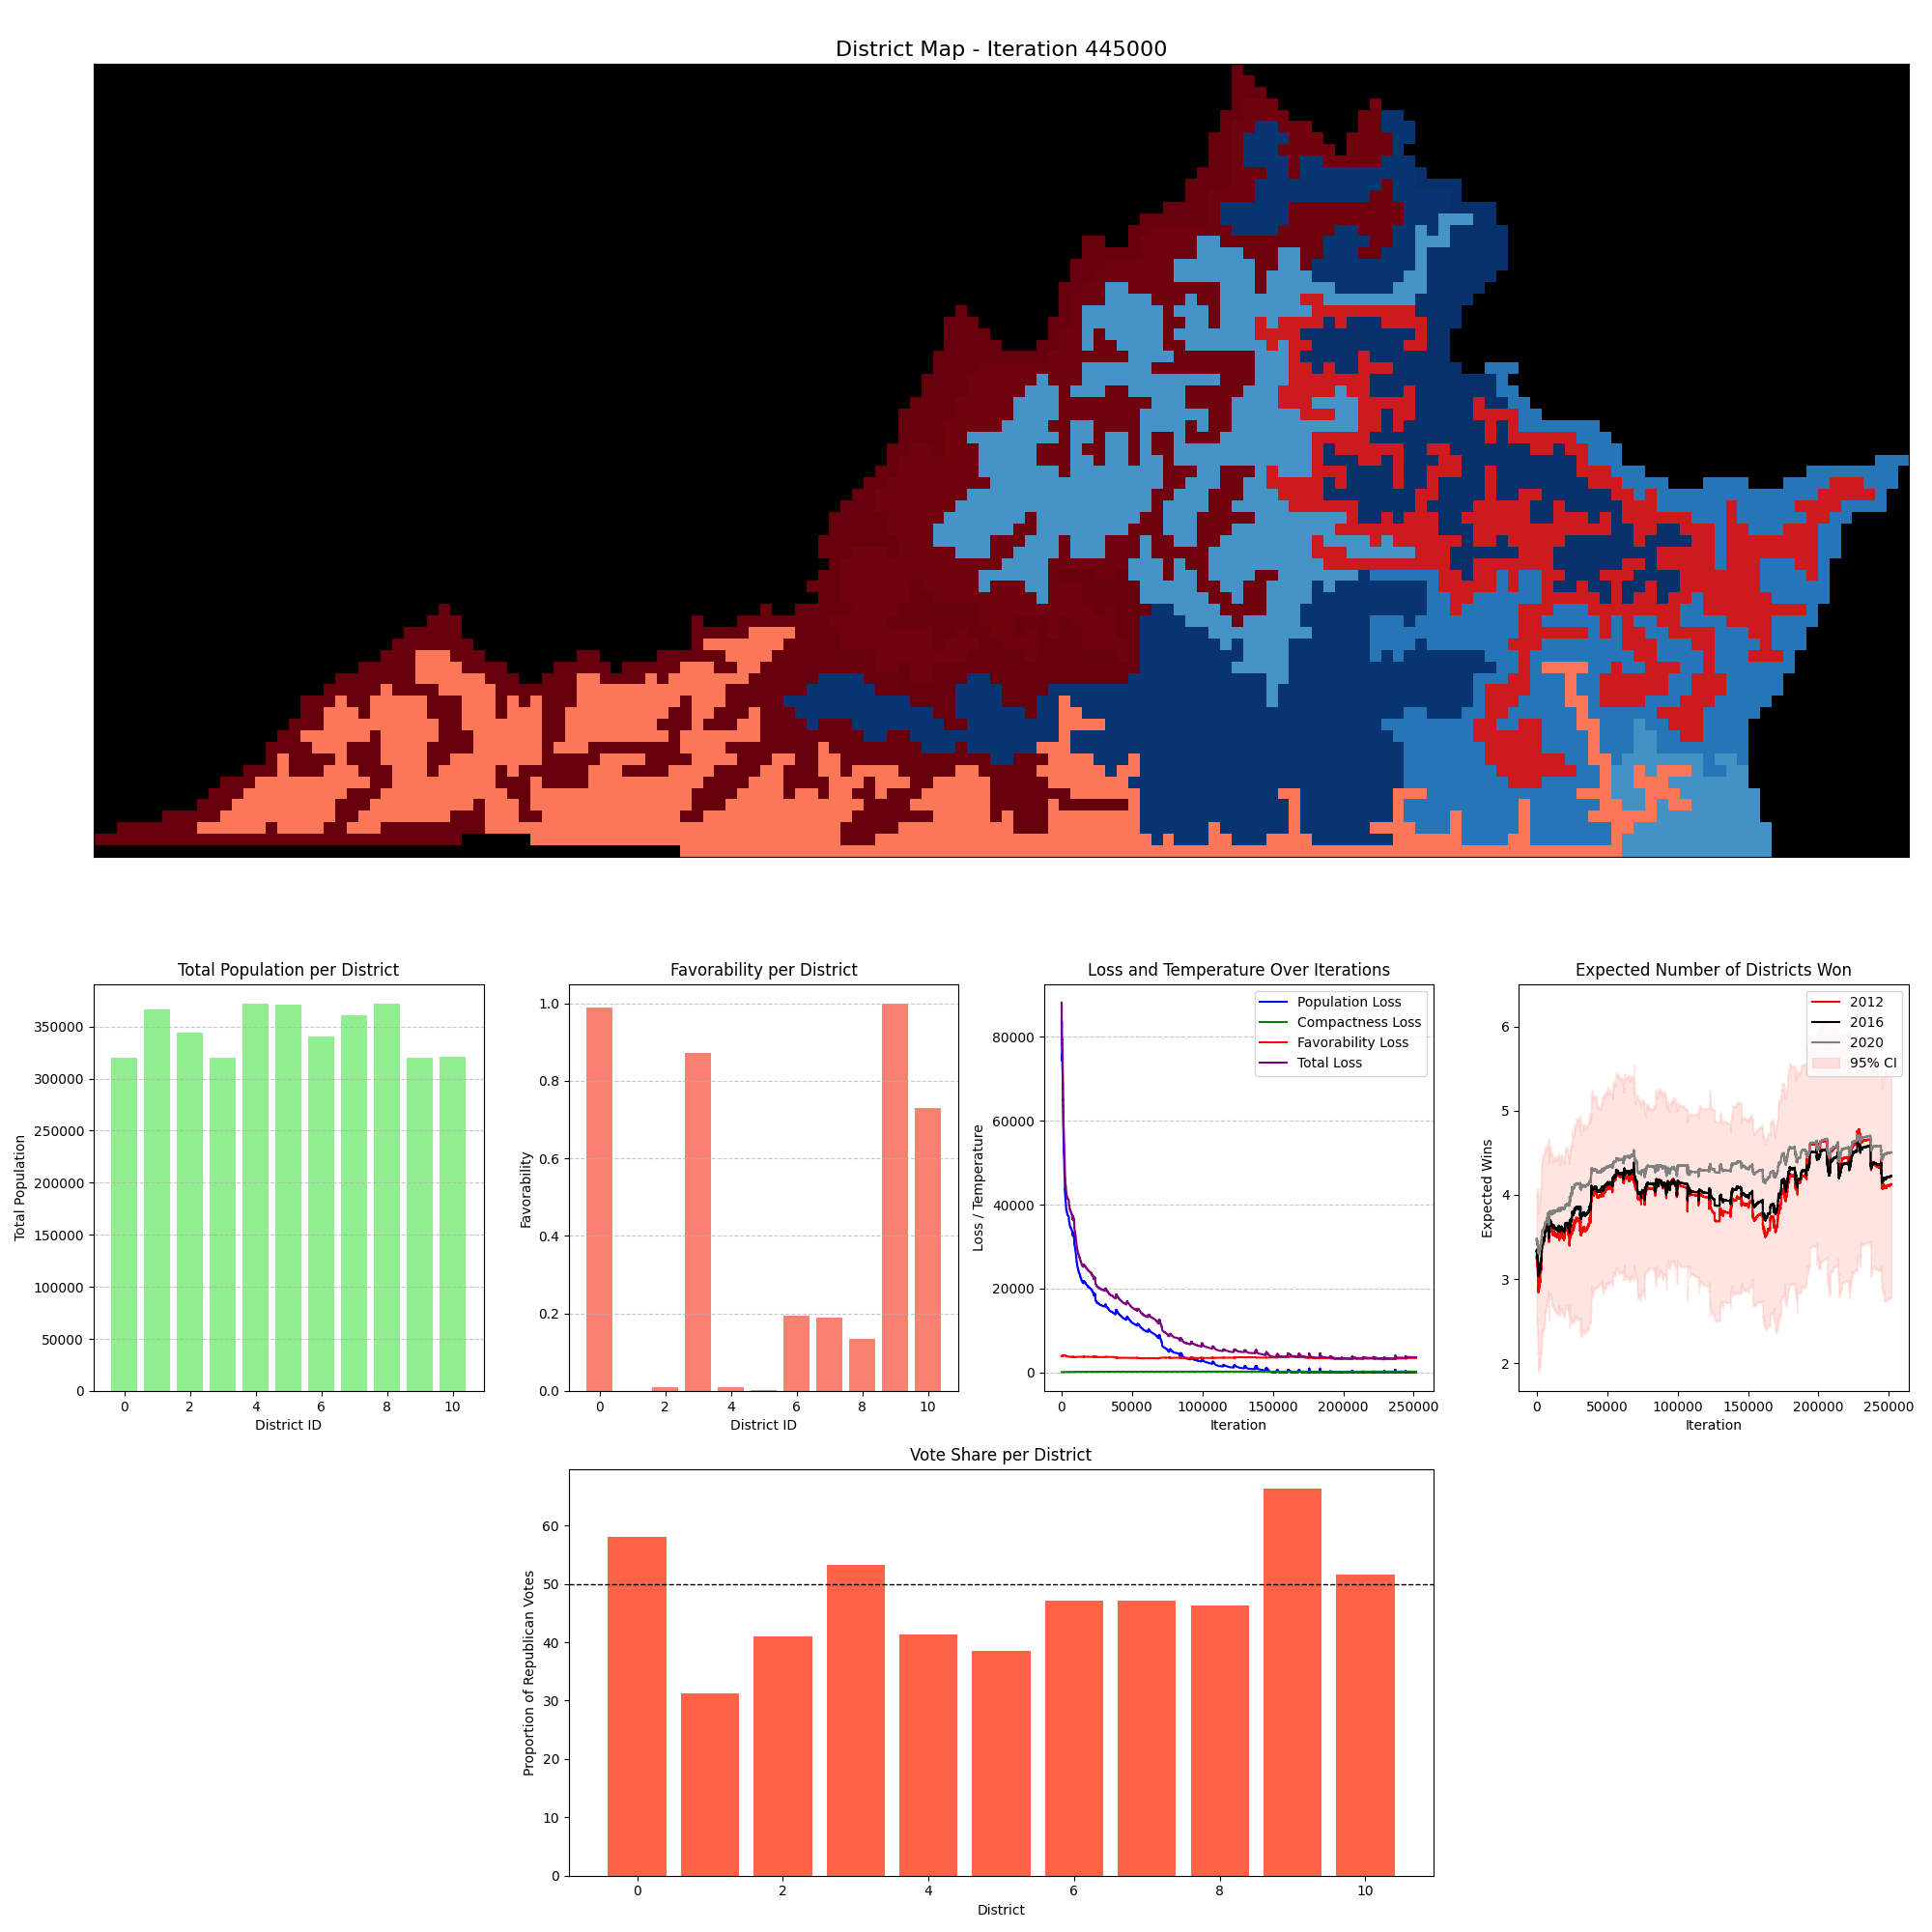 District Map - Iteration 445000
Total Population per District
Total Population
350000
300000
250000
200000
150000
100000
50000
0
0 2 4 6 8 10
District ID
Favorability per District
Favorability
1.0
0.8
0.6
0.4
0.2
0.0
0 2 4 6 8 10
District ID
Loss and Temperature Over Iterations
Loss / Temperature
80000
60000
40000
20000
0
Population Loss
Compactness Loss
Favorability Loss
Total Loss
0 50000 100000 150000 200000 250000
Iteration
Expected Number of Districts Won
Expected Wins
6
5
4
3
2
2012
2016
2020
95% CI
0 50000 100000 150000 200000 250000
Iteration
Vote Share per District
Proportion of Republican Votes
60
50
40
30
20
10
0
0 2 4 6 8 10
District